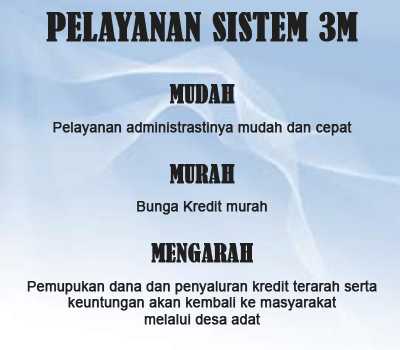 PELAYANAN SISTEM 3M
MUDAH
Pelayanan administrastinya mudah dan cepat
MURAH
Bunga Kredit murah
MENGARAH
Pemupukan dana dan penyaluran kredit terarah serta
keuntungan akan kembali ke masyarakat
melalui desa adat